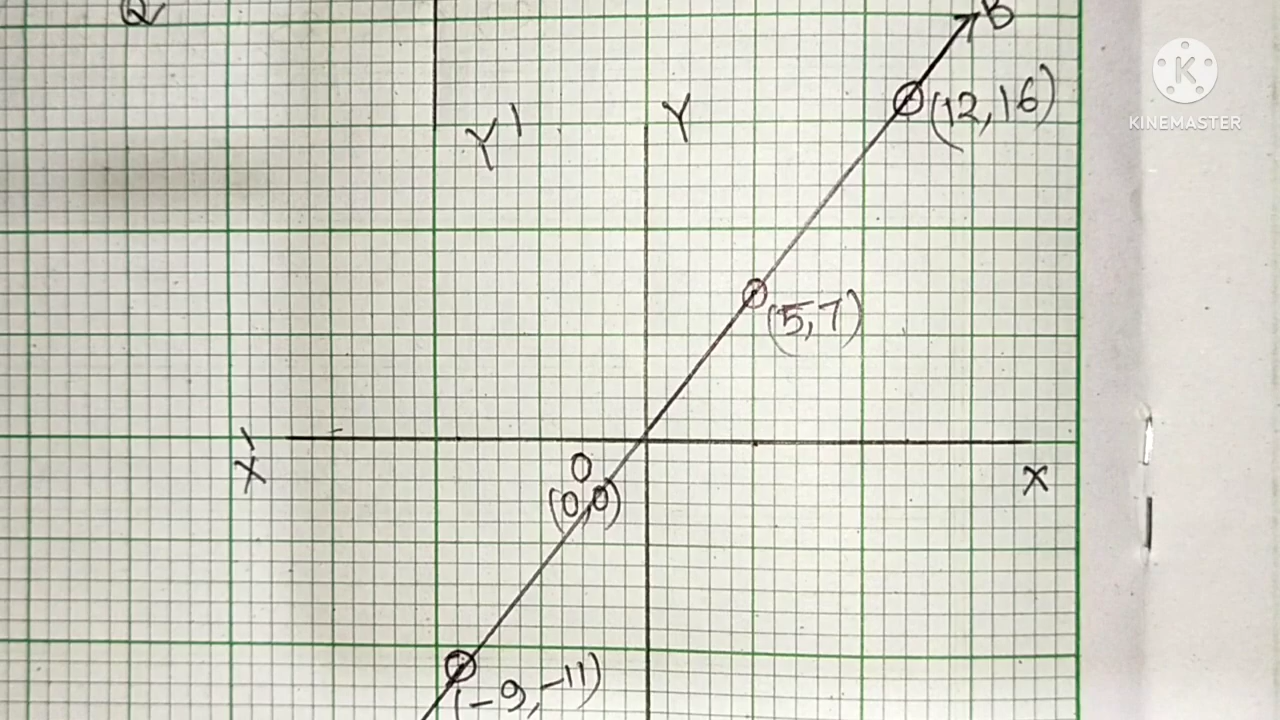 Q
B
(12,16)
Y'
Y
KINEMASTER
(5,7)
X'
X
O
(0,0)
(-9,-11)